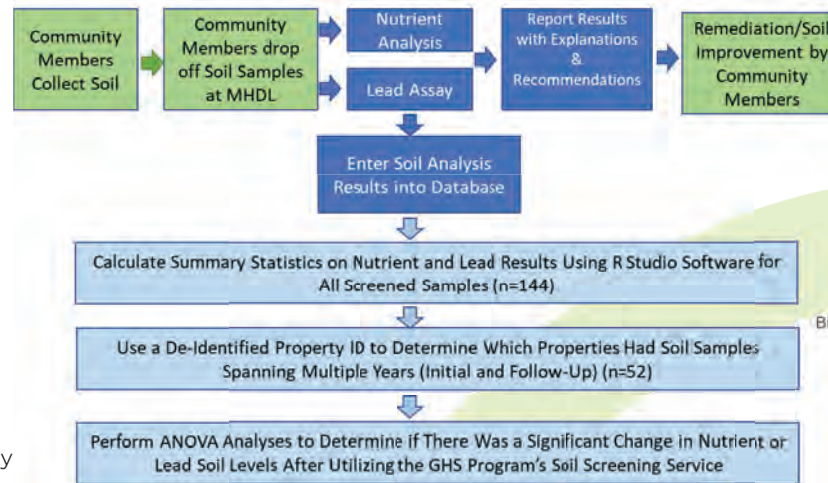 Community
Members
Collect Soil
Community
Members drop
off Soil Samples
at MHDL
Nutrient
Analysis
Lead Assay
Report Results
with Explanations
&
Recommendations
Remediation/Soil
Improvement by
Community
Members
Enter Soil Analysis
Results into Database
Calculate Summary Statistics on Nutrient and Lead Results Using R Studio Software for
All Screened Samples (n=144)
Use a De-Identified Property ID to Determine Which Properties Had Soil Samples
Spanning Multiple Years (Initial and Follow-Up) (n=52)
Perform ANOVA Analyses to Determine if There Was a Significant Change in Nutrient or
Lead Soil Levels After Utilizing the GHS Program's Soil Screening Service
y